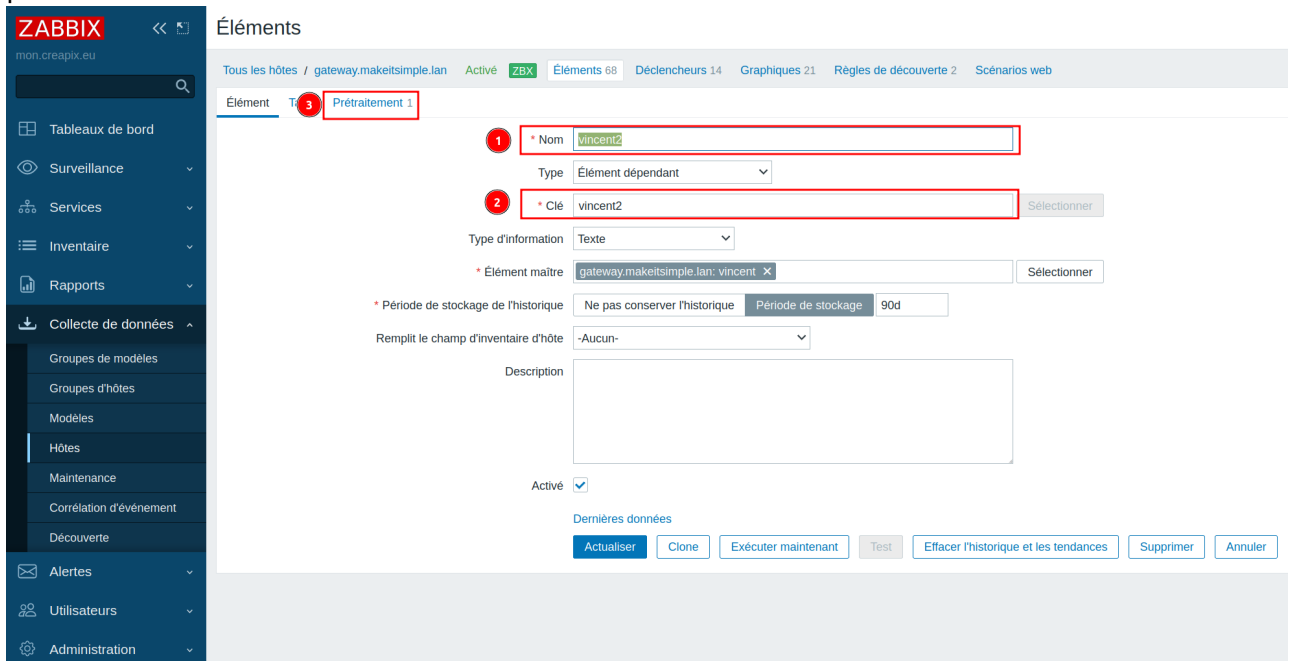 ZABBIX
mon.creapix.eu
Tableaux de bord
Surveillance
Services
Inventaire
Rapports
Collecte de données
Groupes de modèles
Groupes d'hôtes
Modèles
Hôtes
Maintenance
Corrélation d'événement
Découverte
Alertes
Utilisateurs
Administration
Éléments
Tous les hôtes / gateway.makeitsimple.lan Activé ZBX Éléments 68 Déclencheurs 14 Graphiques 21 Règles de découverte 2 Scénarios web
Élément 3 Prétraitement 1
1 * Nom vincent2
Type Élément dépendant
2 * Clé vincent2 Sélectionner
Type d'information Texte
* Élément maître gateway.makeitsimple.lan: vincent Sélectionner
* Période de stockage de l'historique Ne pas conserver l'historique Période de stockage 90d
Remplit le champ d'inventaire d'hôte -Aucun-
Description
Activé
Dernières données
Actualiser Clone Exécuter maintenant Test Effacer l'historique et les tendances Supprimer Annuler